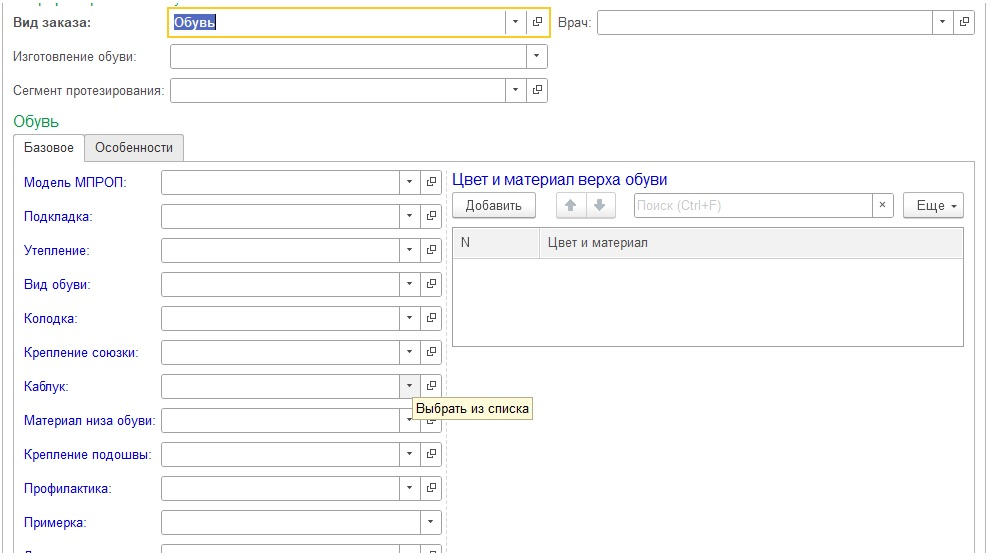 Вид заказа: Обувь Врач:
Изготовление обуви:
Сегмент протезирования:
Обувь
Базовое Особенности
Модель МПРОП:
Подкладка:
Утепление:
Вид обуви:
Колодка:
Крепление союзки:
Каблук:
Выбрать из списка
Материал низа обуви:
Крепление подошвы:
Профилактика:
Примерка:
Цвет и материал верха обуви
Добавить Поиск (Ctrl+F) × Еще
N Цвет и материал